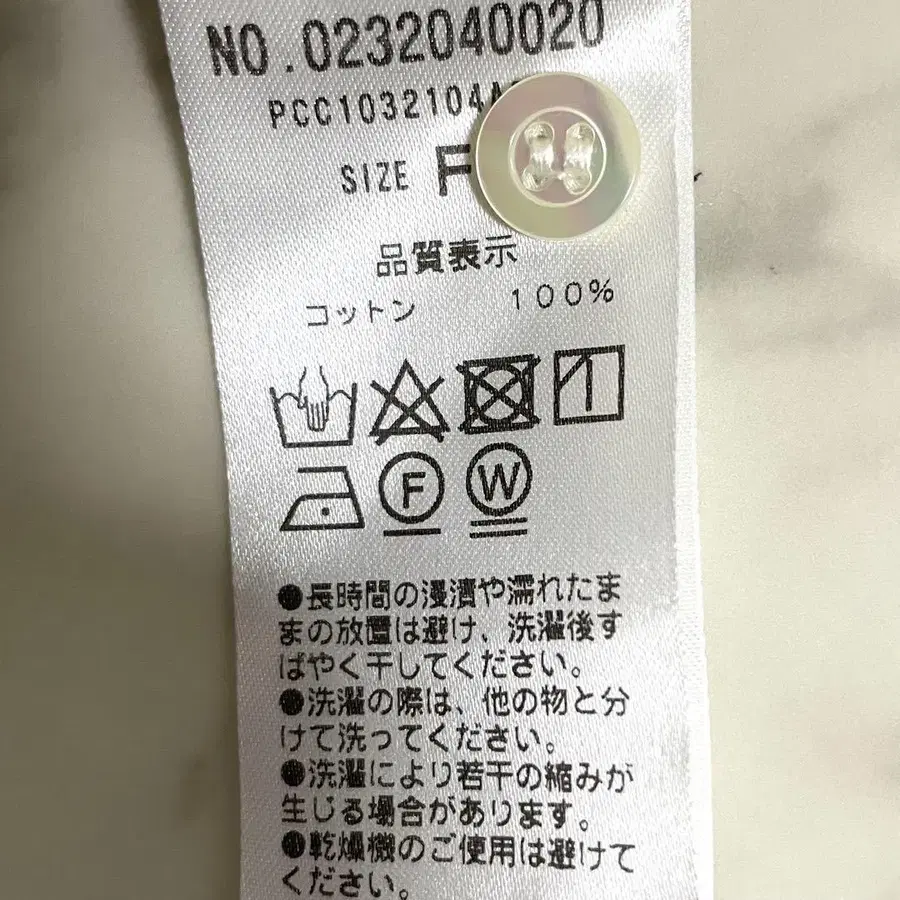 NO.0232040020
PCC1032104A
SIZE F
品質表示
コットン 100%
F W
●長時間の浸漬や濡れたま
まの放置は避け、洗濯後す
ばやく干してください。
●洗濯の際は、他の物と分
けて洗ってください。
●洗濯により若干の縮みが
生じる場合があります。
●乾燥機のご使用は避けて
ください。